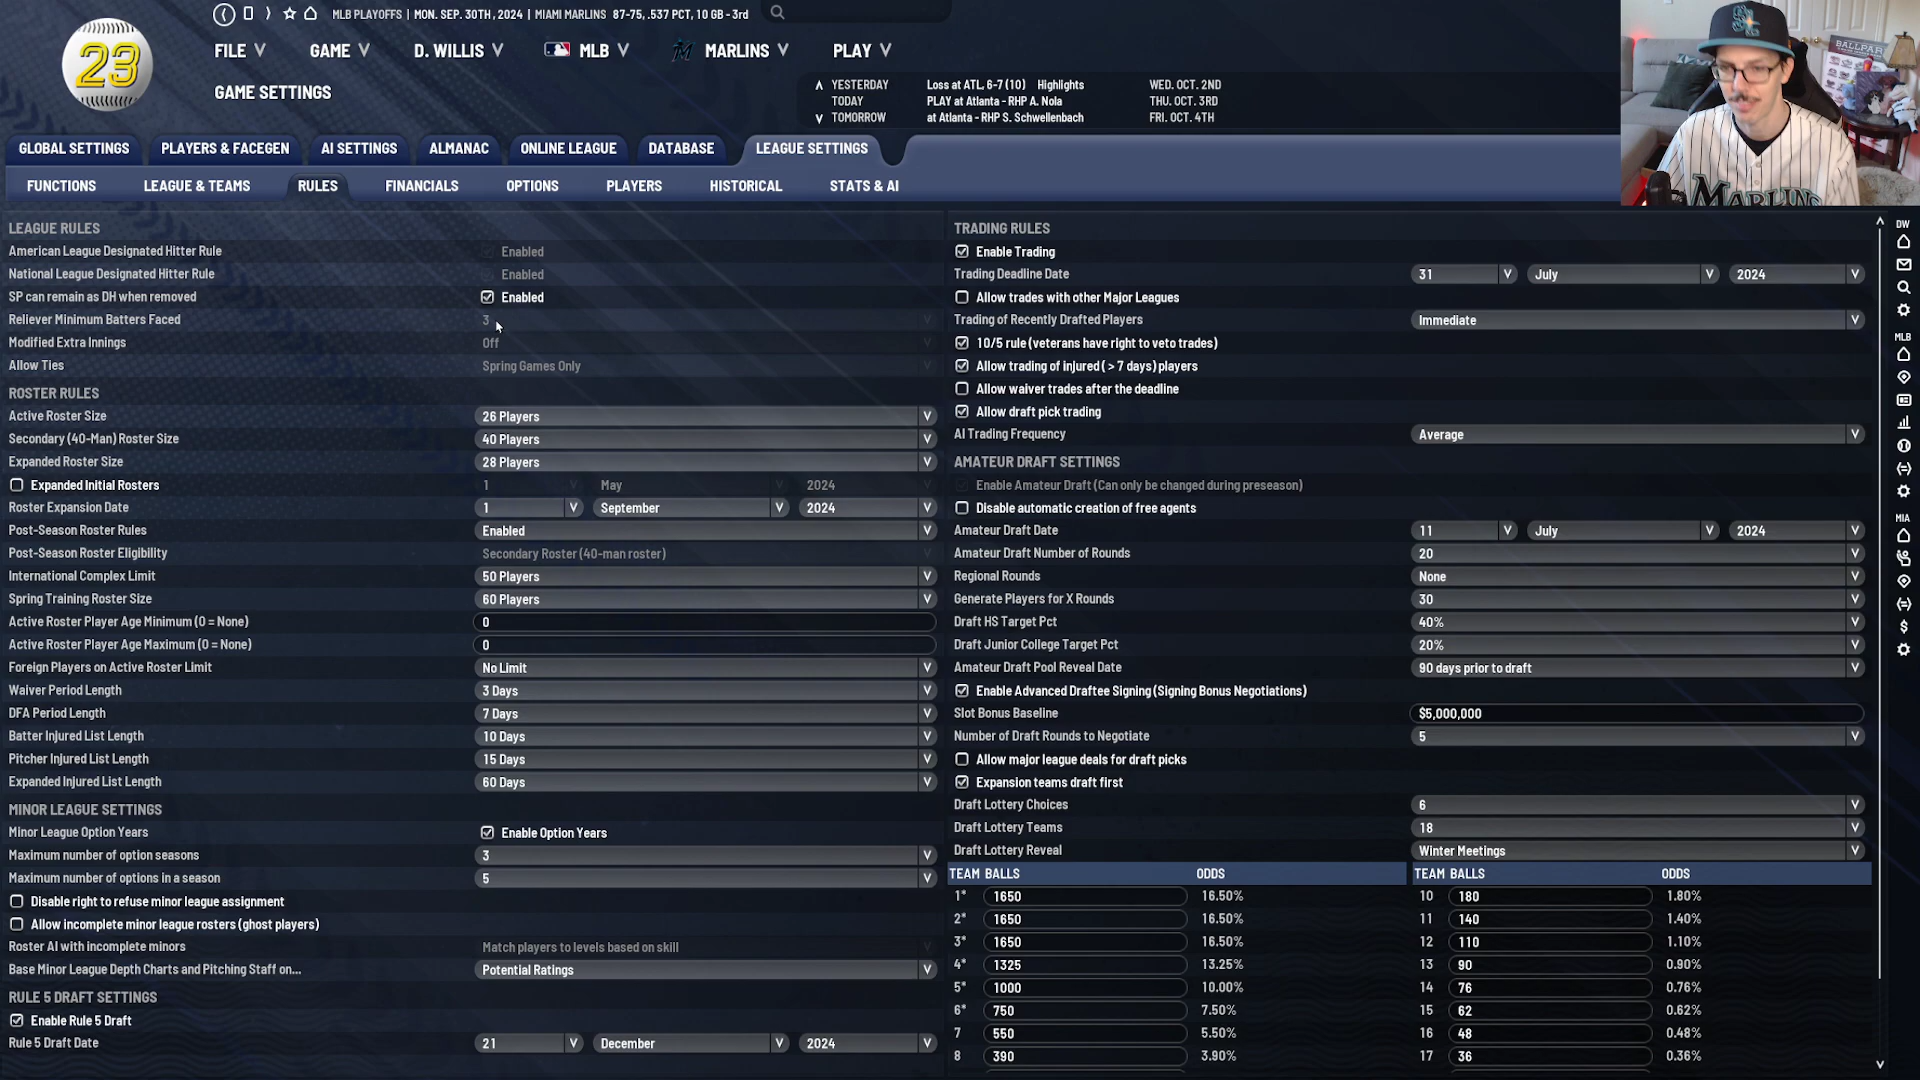 MLB PLAYOFFS | MON. SEP. 30TH, 2024 | MIAMI MARLINS 87-75, .537 PCT, 10 GB - 3rd
23
FILE GAME D. WILLIS MLB MARLINS PLAY
GAME SETTINGS
YESTERDAY Loss at ATL, 6-7 (10) Highlights WED. OCT. 2ND
TODAY PLAY at Atlanta - RHP A. Nola THU. OCT. 3RD
TOMORROW at Atlanta - RHP S. Schwellenbach FRI. OCT. 4TH
GLOBAL SETTINGS PLAYERS & FACEGEN AI SETTINGS ALMANAC ONLINE LEAGUE DATABASE LEAGUE SETTINGS
FUNCTIONS LEAGUE & TEAMS RULES FINANCIALS OPTIONS PLAYERS HISTORICAL STATS & AI
BALLPAR
MARLINS
LEAGUE RULES
American League Designated Hitter Rule Enabled
National League Designated Hitter Rule Enabled
SP can remain as DH when removed Enabled
Reliever Minimum Batters Faced 3
Modified Extra Innings Off
Allow Ties Spring Games Only
ROSTER RULES
Active Roster Size 26 Players
Secondary (40-Man) Roster Size 40 Players
Expanded Roster Size 28 Players
Expanded Initial Rosters 1 May 2024
Roster Expansion Date 1 September 2024
Post-Season Roster Rules Enabled
Post-Season Roster Eligibility Secondary Roster (40-man roster)
International Complex Limit 50 Players
Spring Training Roster Size 60 Players
Active Roster Player Age Minimum (0 = None) 0
Active Roster Player Age Maximum (0 = None) 0
Foreign Players on Active Roster Limit No Limit
Waiver Period Length 3 Days
DFA Period Length 7 Days
Batter Injured List Length 10 Days
Pitcher Injured List Length 15 Days
Expanded Injured List Length 60 Days
MINOR LEAGUE SETTINGS
Minor League Option Years Enable Option Years
Maximum number of option seasons 3
Maximum number of options in a season 5
Disable right to refuse minor league assignment
Allow incomplete minor league rosters (ghost players)
Roster AI with incomplete minors Match players to levels based on skill
Base Minor League Depth Charts and Pitching Staff on... Potential Ratings
RULE 5 DRAFT SETTINGS
Enable Rule 5 Draft
Rule 5 Draft Date 21 December 2024
TRADING RULES
Enable Trading
Trading Deadline Date 31 July 2024
Allow trades with other Major Leagues
Trading of Recently Drafted Players Immediate
10/5 rule (veterans have right to veto trades)
Allow trading of injured ( > 7 days) players
Allow waiver trades after the deadline
Allow draft pick trading
AI Trading Frequency Average
AMATEUR DRAFT SETTINGS
Enable Amateur Draft (Can only be changed during preseason)
Disable automatic creation of free agents
Amateur Draft Date 11 July 2024
Amateur Draft Number of Rounds 20
Regional Rounds None
Generate Players for X Rounds 30
Draft HS Target Pct 40%
Draft Junior College Target Pct 20%
Amateur Draft Pool Reveal Date 90 days prior to draft
Enable Advanced Draftee Signing (Signing Bonus Negotiations)
Slot Bonus Baseline $5,000,000
Number of Draft Rounds to Negotiate 5
Allow major league deals for draft picks
Expansion teams draft first
Draft Lottery Choices 6
Draft Lottery Teams 18
Draft Lottery Reveal Winter Meetings
TEAM BALLS ODDS TEAM BALLS ODDS
1* 1650 16.50% 10 180 1.80%
2* 1650 16.50% 11 140 1.40%
3* 1650 16.50% 12 110 1.10%
4* 1325 13.25% 13 90 0.90%
5* 1000 10.00% 14 76 0.76%
6* 750 7.50% 15 62 0.62%
7 550 5.50% 16 48 0.48%
8 390 3.90% 17 36 0.36%
DW
MLB
MIA